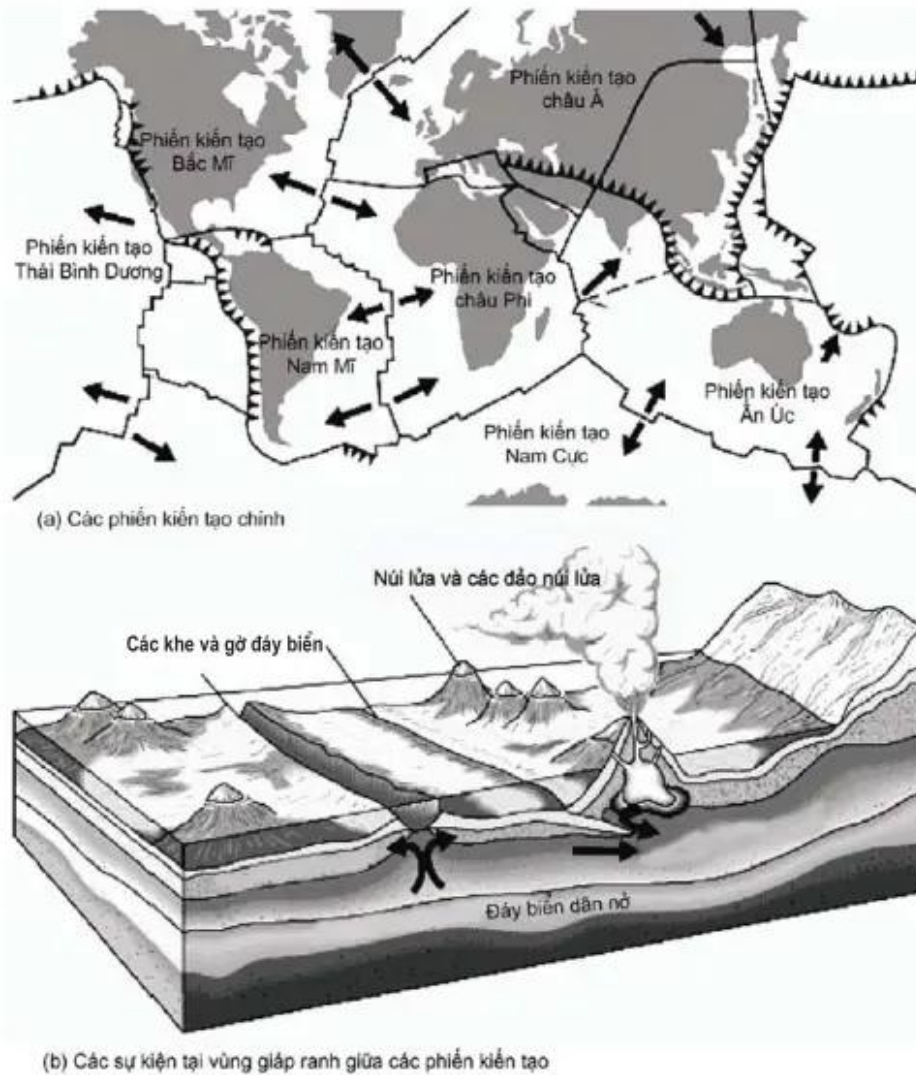 Phiến kiến tạo
châu Á
Phiến kiến tạo
Bắc Mĩ
Phiến kiến tạo
Thái Bình Dương
Phiến kiến tạo
châu Phi
Phiến kiến tạo
Nam Mĩ
Phiến kiến tạo
Ấn Úc
Phiến kiến tạo
Nam Cực
(a) Các phiến kiến tạo chính
Núi lửa và các đảo núi lửa
Các khe và gờ đáy biển
Đáy biển dãn nở
(b) Các sự kiện tại vùng giáp ranh giữa các phiến kiến tạo